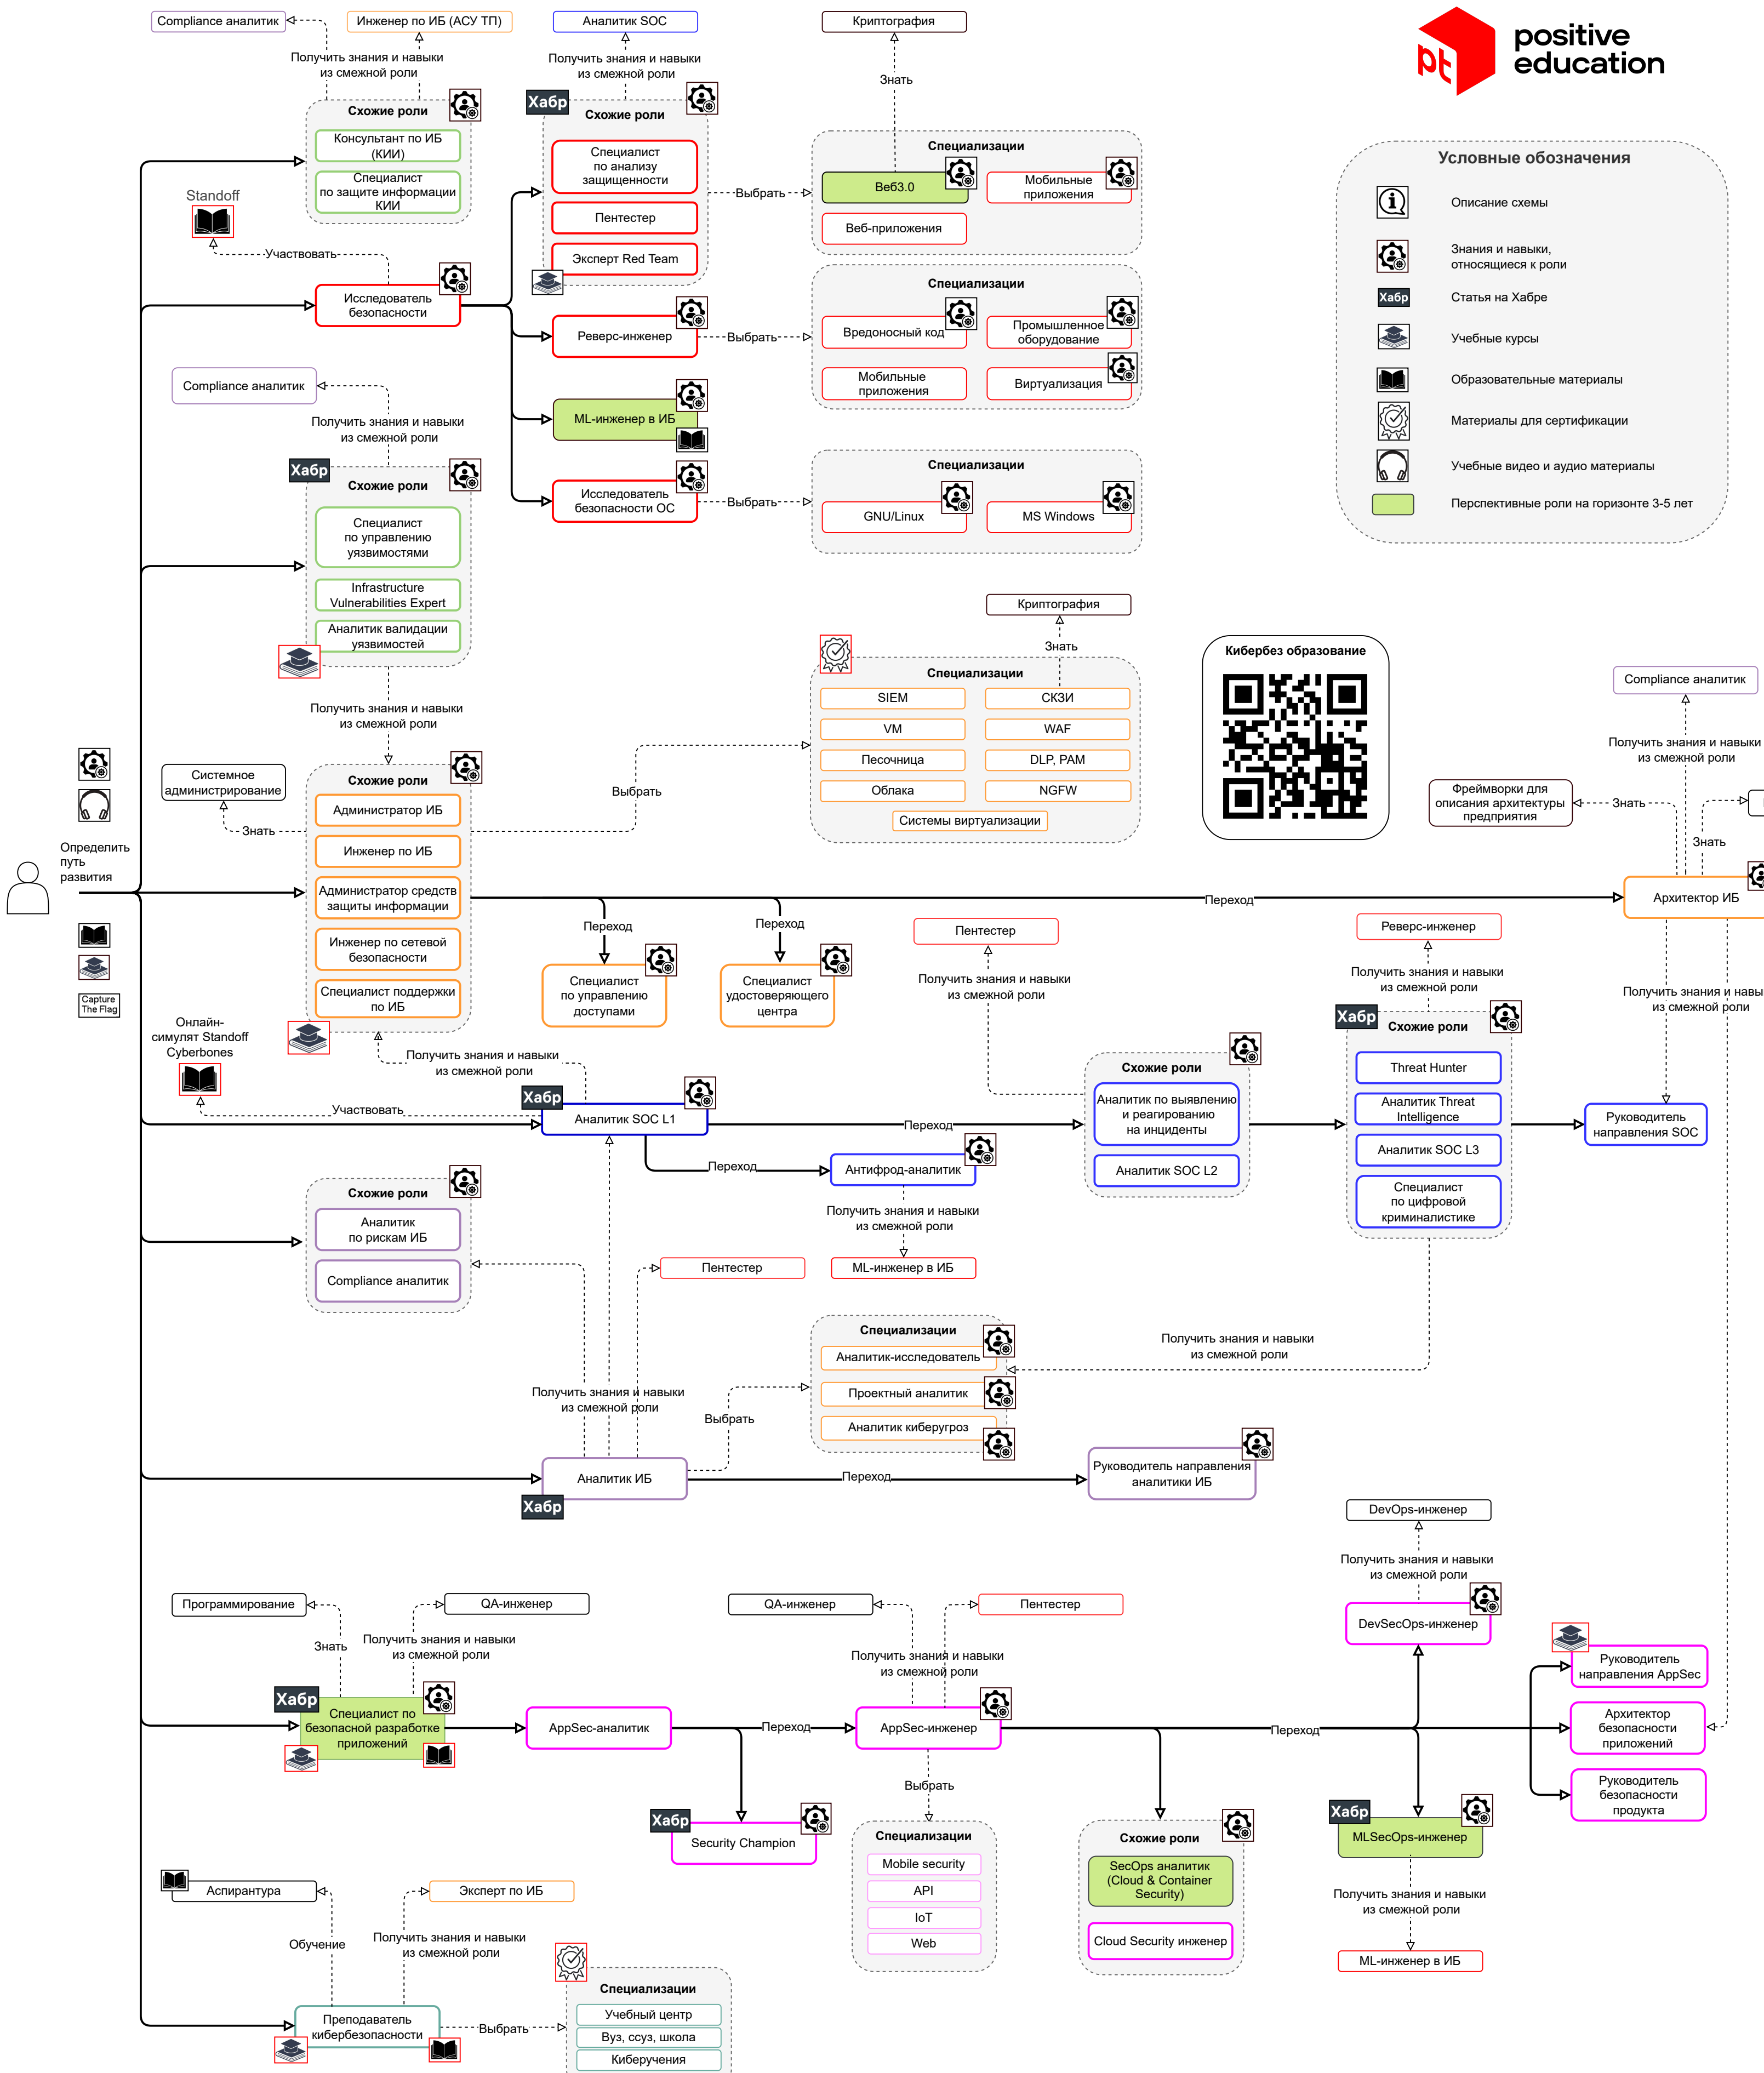 Compliance аналитик
Инженер по ИБ (АСУ ТП)
Аналитик SOC
Криптография
positive
education
pt
Получить знания и навыки
из смежной роли
Получить знания и навыки
из смежной роли
Знать
Хабр
Схожие роли
Консультант по ИБ
(КИИ)
Специалист
по защите информации
КИИ
Схожие роли
Специалист
по анализу
защищенности
Пентестер
Эксперт Red Team
Выбрать
Специализации
Веб3.0
Мобильные
приложения
Веб-приложения
Условные обозначения
Описание схемы
Знания и навыки,
относящиеся к роли
Хабр
Статья на Хабре
Учебные курсы
Образовательные материалы
Материалы для сертификации
Учебные видео и аудио материалы
Перспективные роли на горизонте 3-5 лет
Standoff
Участвовать
Исследователь
безопасности
Реверс-инженер
Выбрать
Специализации
Вредоносный код
Промышленное
оборудование
Мобильные
приложения
Виртуализация
Compliance аналитик
Получить знания и навыки
из смежной роли
ML-инженер в ИБ
Исследователь
безопасности ОС
Выбрать
Специализации
GNU/Linux
MS Windows
Хабр
Схожие роли
Специалист
по управлению
уязвимостями
Infrastructure
Vulnerabilities Expert
Аналитик валидации
уязвимостей
Получить знания и навыки
из смежной роли
Криптография
Знать
Специализации
SIEM
СКЗИ
VM
WAF
Песочница
DLP, PAM
Облака
NGFW
Системы виртуализации
Кибербез образование
Compliance аналитик
Получить знания и навыки
из смежной роли
Фреймворки для
описания архитектуры
предприятия
Знать
Знать
Архитектор ИБ
Определить
путь
развития
Capture
The Flag
Системное
администрирование
Знать
Схожие роли
Администратор ИБ
Инженер по ИБ
Администратор средств
защиты информации
Инженер по сетевой
безопасности
Специалист поддержки
по ИБ
Выбрать
Переход
Переход
Переход
Специалист
по управлению
доступами
Специалист
удостоверяющего
центра
Пентестер
Получить знания и навыки
из смежной роли
Реверс-инженер
Получить знания и навыки
из смежной роли
Получить знания и навы
из смежной роли
Онлайн-
симулят Standoff
Cyberbones
Участвовать
Получить знания и навыки
из смежной роли
Хабр
Аналитик SOC L1
Переход
Переход
Антифрод-аналитик
Получить знания и навыки
из смежной роли
ML-инженер в ИБ
Схожие роли
Аналитик по выявлению
и реагированию
на инциденты
Аналитик SOC L2
Хабр
Схожие роли
Threat Hunter
Аналитик Threat
Intelligence
Аналитик SOC L3
Специалист
по цифровой
криминалистике
Руководитель
направления SOC
Схожие роли
Аналитик
по рискам ИБ
Compliance аналитик
Пентестер
Получить знания и навыки
из смежной роли
Выбрать
Специализации
Аналитик-исследователь
Проектный аналитик
Аналитик киберугроз
Получить знания и навыки
из смежной роли
Аналитик ИБ
Хабр
Переход
Руководитель направления
аналитики ИБ
DevOps-инженер
Получить знания и навыки
из смежной роли
DevSecOps-инженер
Программирование
Знать
QA-инженер
Получить знания и навыки
из смежной роли
Хабр
Специалист по
безопасной разработке
приложений
AppSec-аналитик
Переход
QA-инженер
Пентестер
Получить знания и навыки
из смежной роли
AppSec-инженер
Переход
Руководитель
направления AppSec
Архитектор
безопасности
приложений
Руководитель
безопасности
продукта
Хабр
Security Champion
Выбрать
Специализации
Mobile security
API
IoT
Web
Схожие роли
SecOps аналитик
(Cloud & Container
Security)
Cloud Security инженер
Хабр
MLSecOps-инженер
Получить знания и навыки
из смежной роли
ML-инженер в ИБ
Аспирантура
Обучение
Эксперт по ИБ
Получить знания и навыки
из смежной роли
Преподаватель
кибербезопасности
Выбрать
Специализации
Учебный центр
Вуз, ссуз, школа
Киберучения